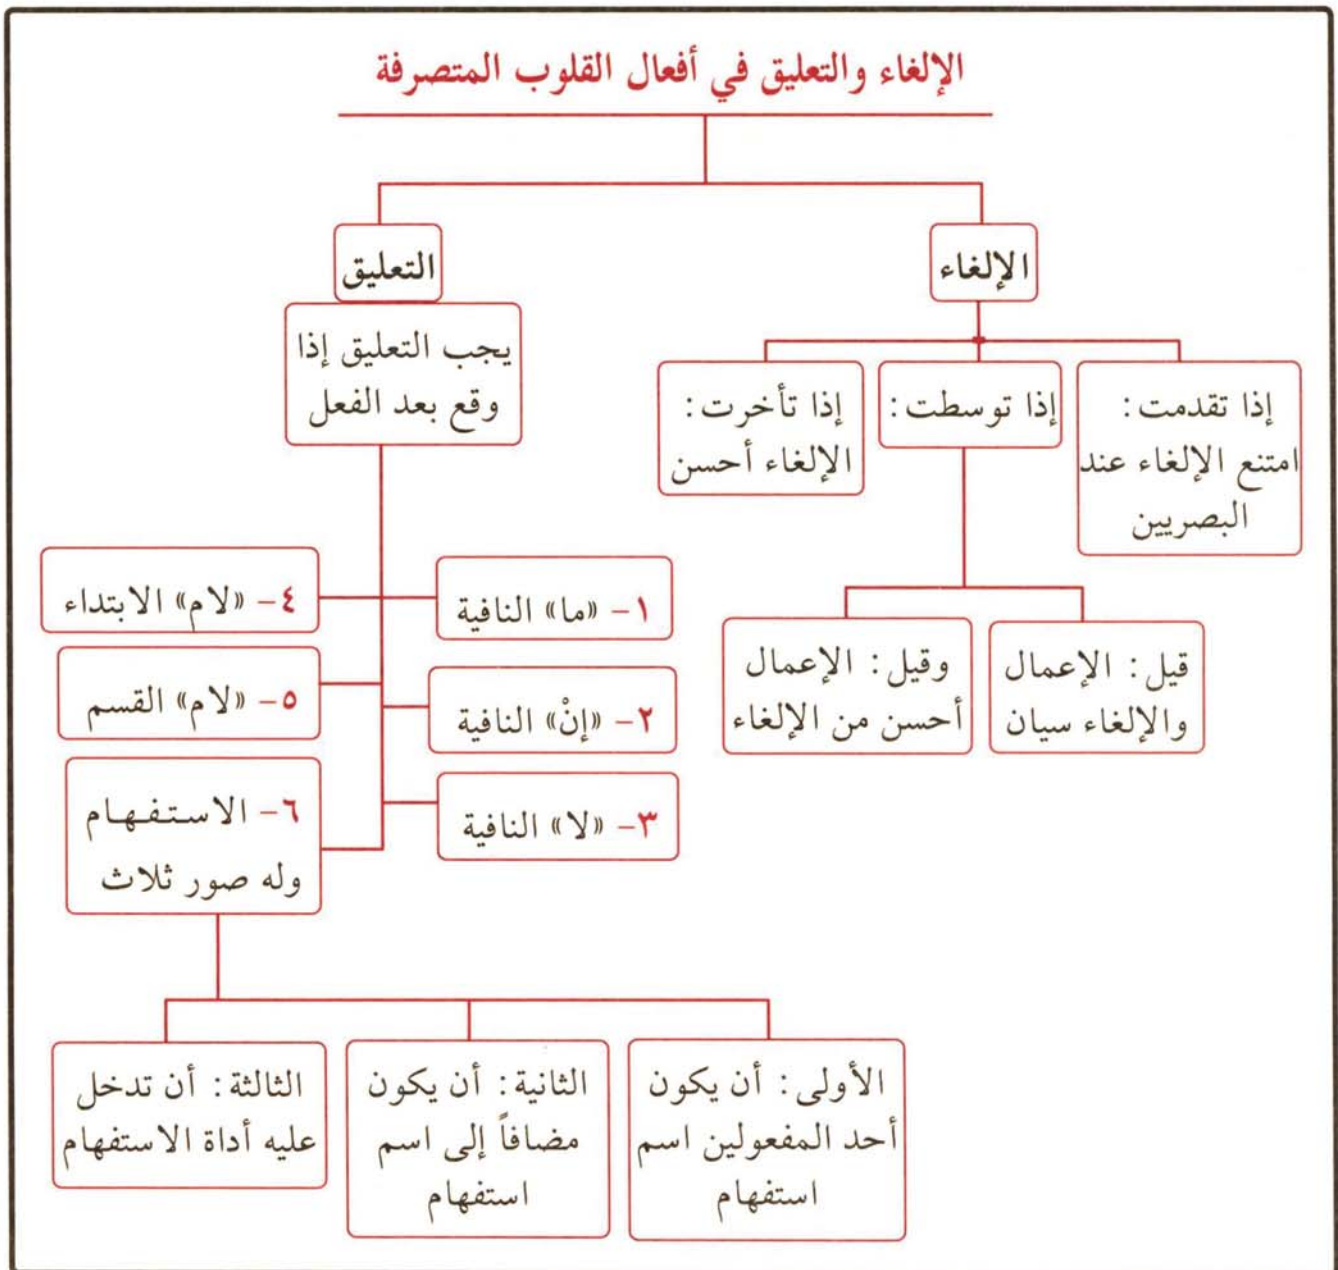 الإلغاء والتعليق في أفعال القلوب المتصرفة
الإلغاء
إذا تقدمت:
امتنع الإلغاء عند
البصريين
إذا توسطت:
قيل: الإعمال
والإلغاء سيان
وقيل: الإعمال
أحسن من الإلغاء
إذا تأخرت:
الإلغاء أحسن
التعليق
يجب التعليق إذا
وقع بعد الفعل
١- «ما» النافية
٢- «إنْ» النافية
٣- «لا» النافية
٤- «لام» الابتداء
٥- «لام» القسم
٦- الاستفهام
وله صور ثلاث
الأولى: أن يكون
أحد المفعولين اسم
استفهام
الثانية: أن يكون
مضافاً إلى اسم
استفهام
الثالثة: أن تدخل
عليه أداة الاستفهام